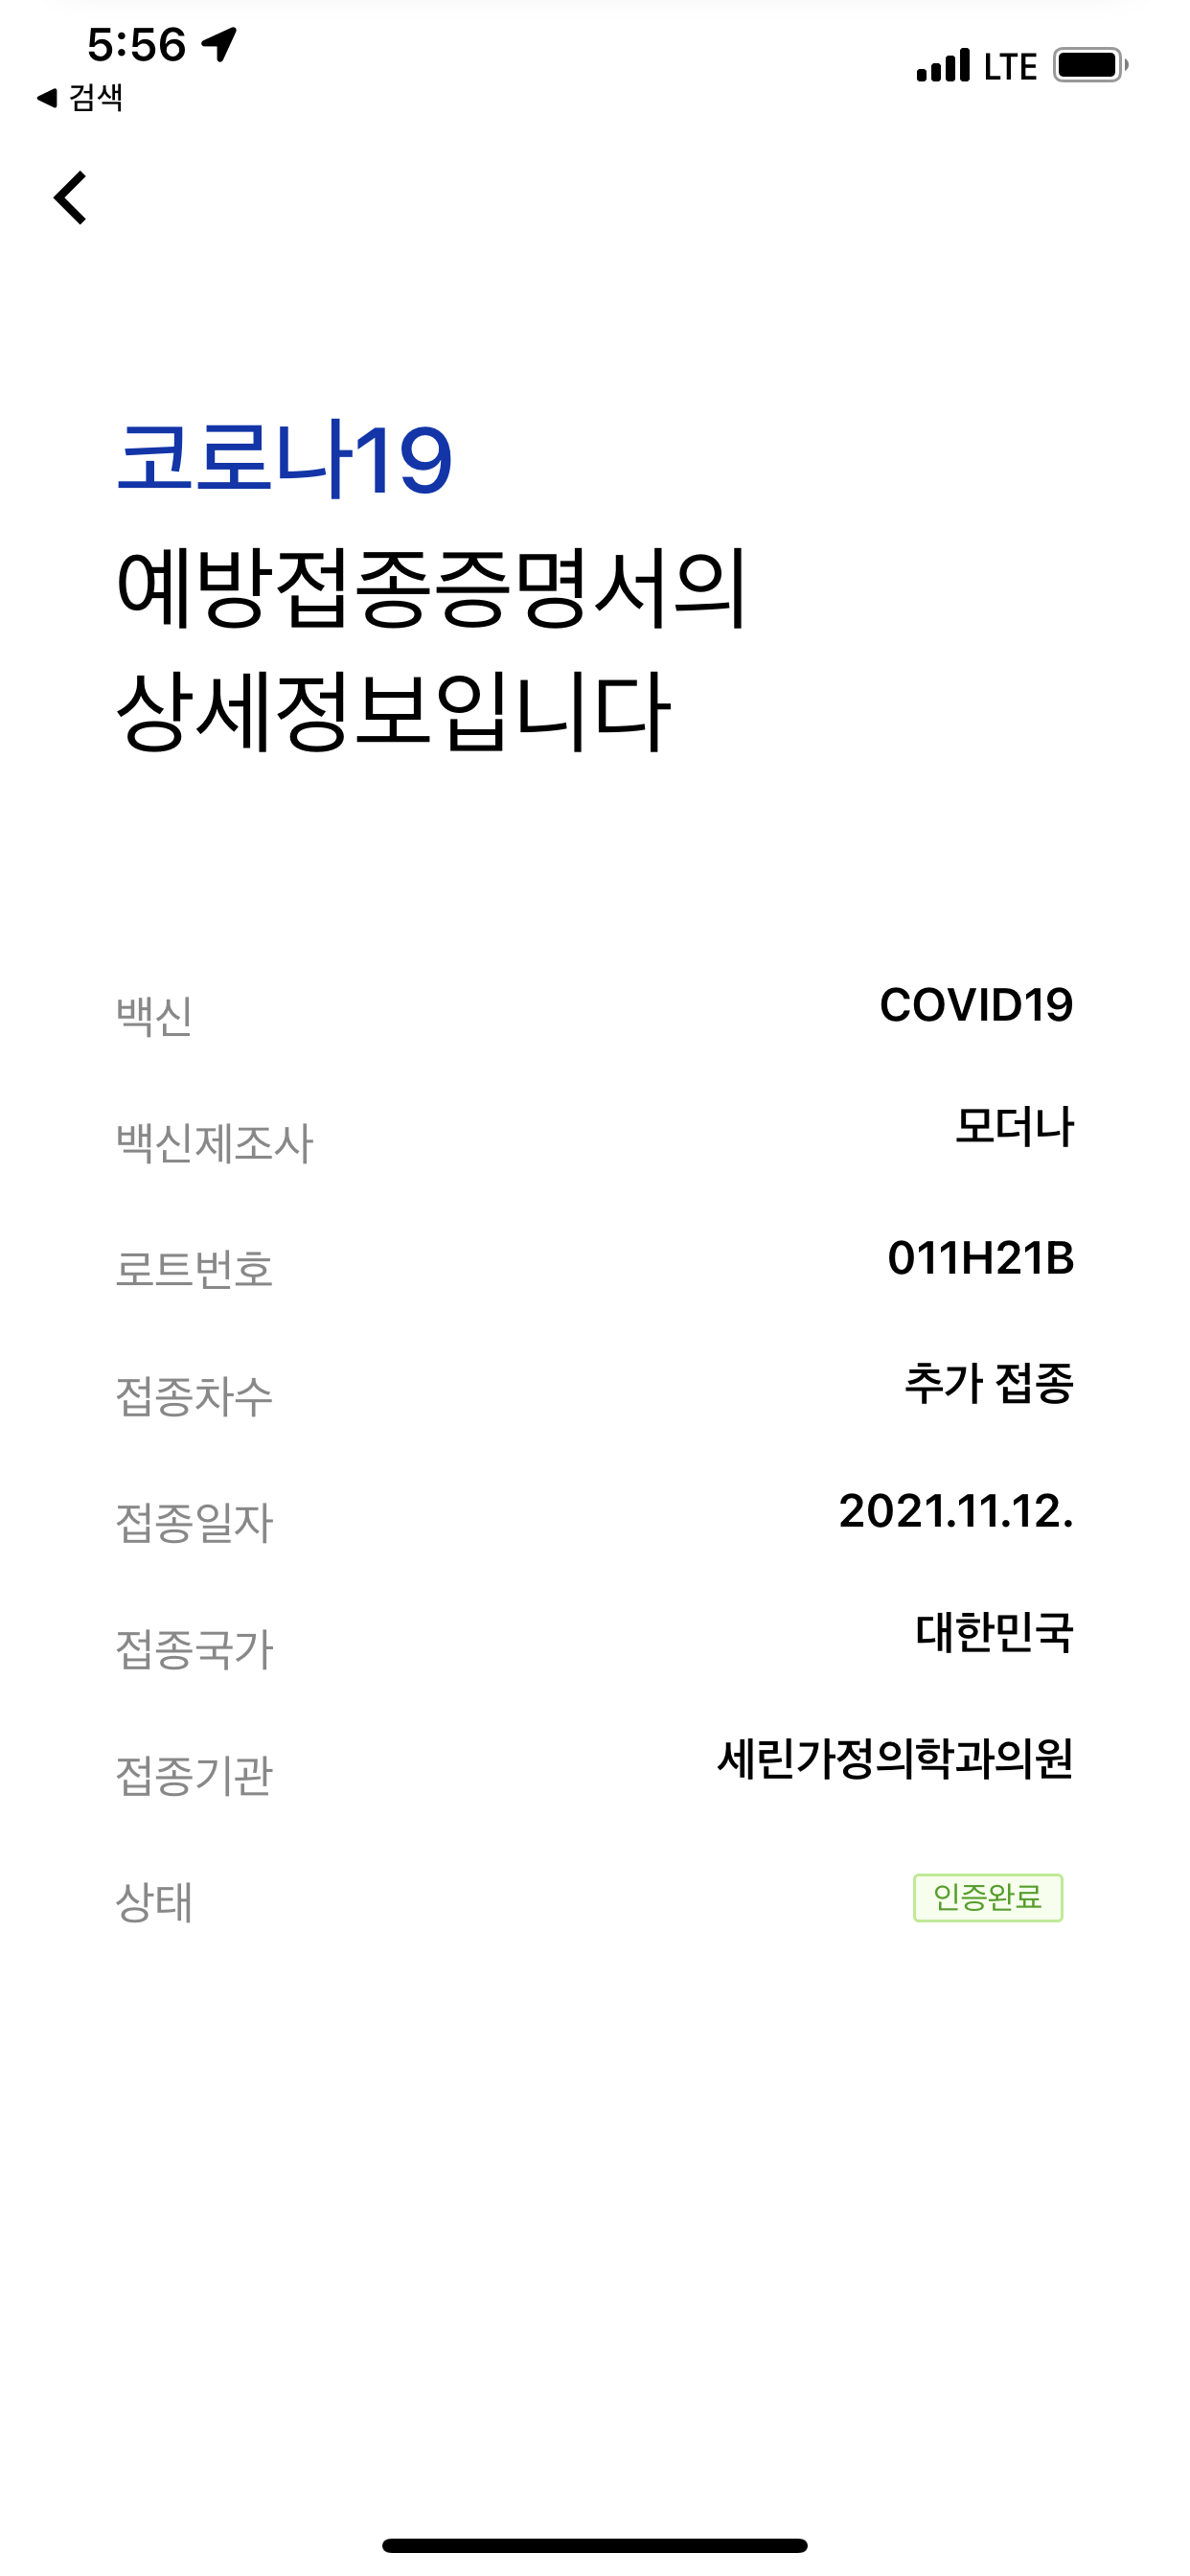 5:56
LTE
◀ 검색
코로나19
예방접종증명서의
상세정보입니다
백신 COVID19
백신제조사 모더나
로트번호 011H21B
접종차수 추가 접종
접종일자 2021.11.12.
접종국가 대한민국
접종기관 세린가정의학과의원
상태 인증완료